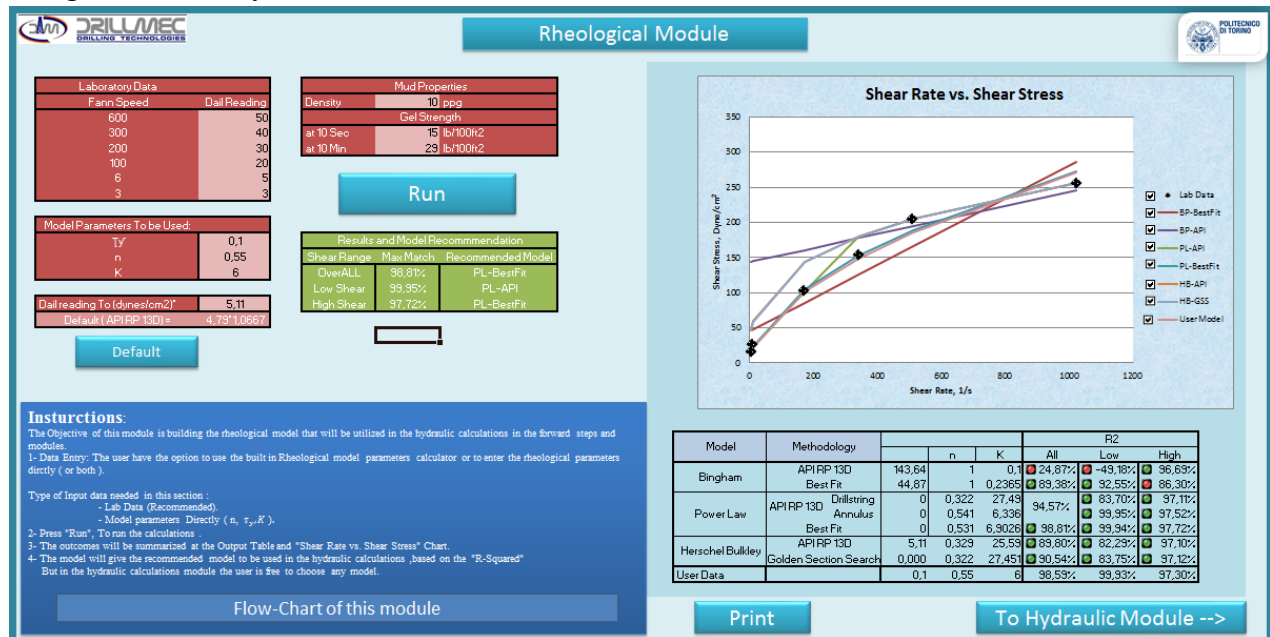 DRILLMEC
DRILLING TECHNOLOGIES
Rheological Module
POLITECNICO
DI TORINO
Laboratory Data
Fann Speed Dail Reading
600 50
300 40
200 30
100 20
6 5
3 3
Mud Properties
Density 10 ppg
Gel Strength
at 10 Sec 15 lb/100ft2
at 10 Min 29 lb/100ft2
Run
Model Parameters To be Used:
τy 0,1
n 0,55
K 6
Results and Model Recommmendation
Shear Range Max Match Recommended Model
OverALL 98,81% PL-BestFit
Low Shear 99,95% PL-API
High Shear 97,72% PL-BestFit
Dail reading To (dynes/cm2)* 5,11
Default ( API RP 13D) = 4,79*1,0667
Default
Shear Rate vs. Shear Stress
Shear Stress, Dyne/cm²
350
300
250
200
150
100
50
0
0 200 400 600 800 1000 1200
Shear Rate, 1/s
Lab Data
BP-BestFit
BP-API
PL-API
PL-BestFit
HB-API
HB-GSS
User Model
Insturctions:
The Objective of this module is building the rheological model that will be utilized in the hydraulic calculations in the forward steps and
modules.
1- Data Entry: The user have the option to use the built in Rheological model parameters calculator or to enter the rheological parameters
dirctly ( or both ).
Type of Input data needed in this section :
- Lab Data (Recommended).
- Model parameters Directly ( n, τy,K ).
2- Press "Run", To run the calculations .
3- The outcomes will be summarized at the Output Table and "Shear Rate vs. Shear Stress" Chart.
4- The model will give the recommended model to be used in the hydraulic calculations ,based on the "R-Squared"
But in the hydraulic calculations module the user is free to choose any model.
Flow-Chart of this module
Model Methodology R2
n K All Low High
Bingham API RP 13D 143,64 1 0,1 24,87% -49,18% 96,69%
Best Fit 44,87 1 0,2365 89,38% 92,55% 86,30%
Power Law API RP 13D Drillstring 0 0,322 27,49 94,57% 83,70% 97,11%
Annulus 0 0,541 6,336 99,95% 97,52%
Best Fit 0 0,531 6,9026 98,81% 99,94% 97,72%
Herschel Bulkley API RP 13D 5,11 0,329 25,59 89,80% 82,29% 97,10%
Golden Section Search 0,000 0,322 27,451 90,54% 83,75% 97,12%
User Data 0,1 0,55 6 98,59% 99,93% 97,30%
Print
To Hydraulic Module -->